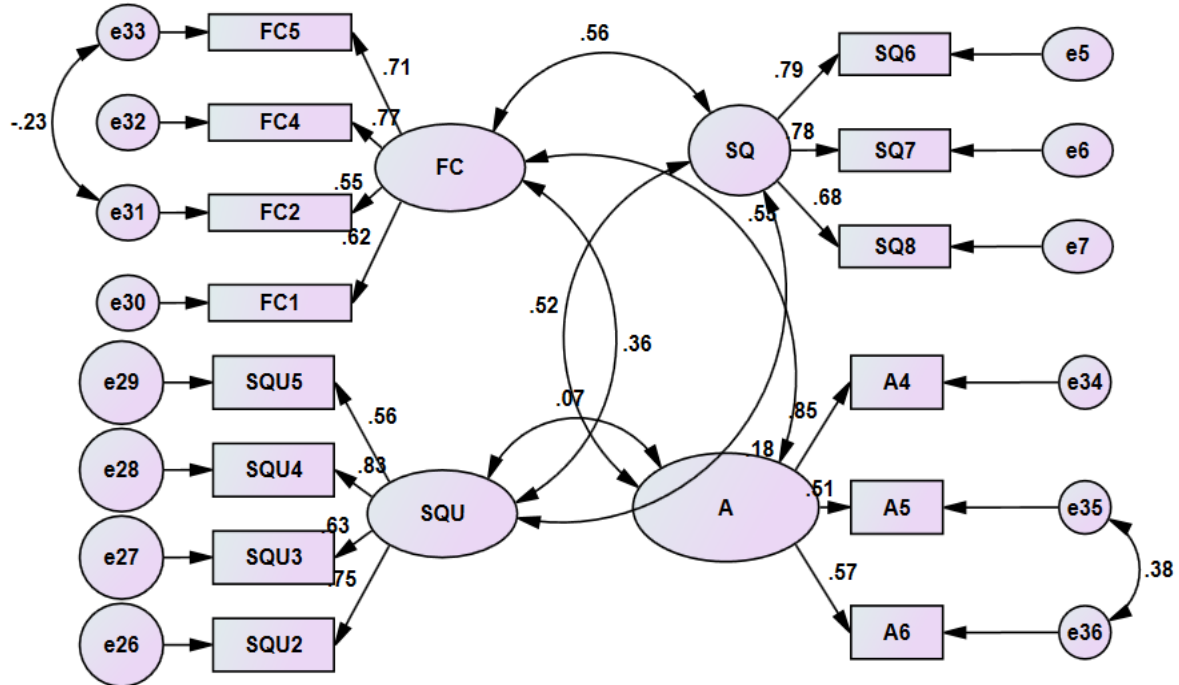 e33
FC5
.71
-.23
e32
FC4
.77
e31
FC2
.55
e30
FC1
.62
FC
.56
SQ
.79
SQ6
e5
.78
SQ7
e6
.68
SQ8
e7
.55
.52
.36
.07
.18
e29
SQU5
.56
e28
SQU4
.83
e27
SQU3
.63
e26
SQU2
.75
SQU
A
.85
A4
e34
.51
A5
e35
.57
A6
e36
.38